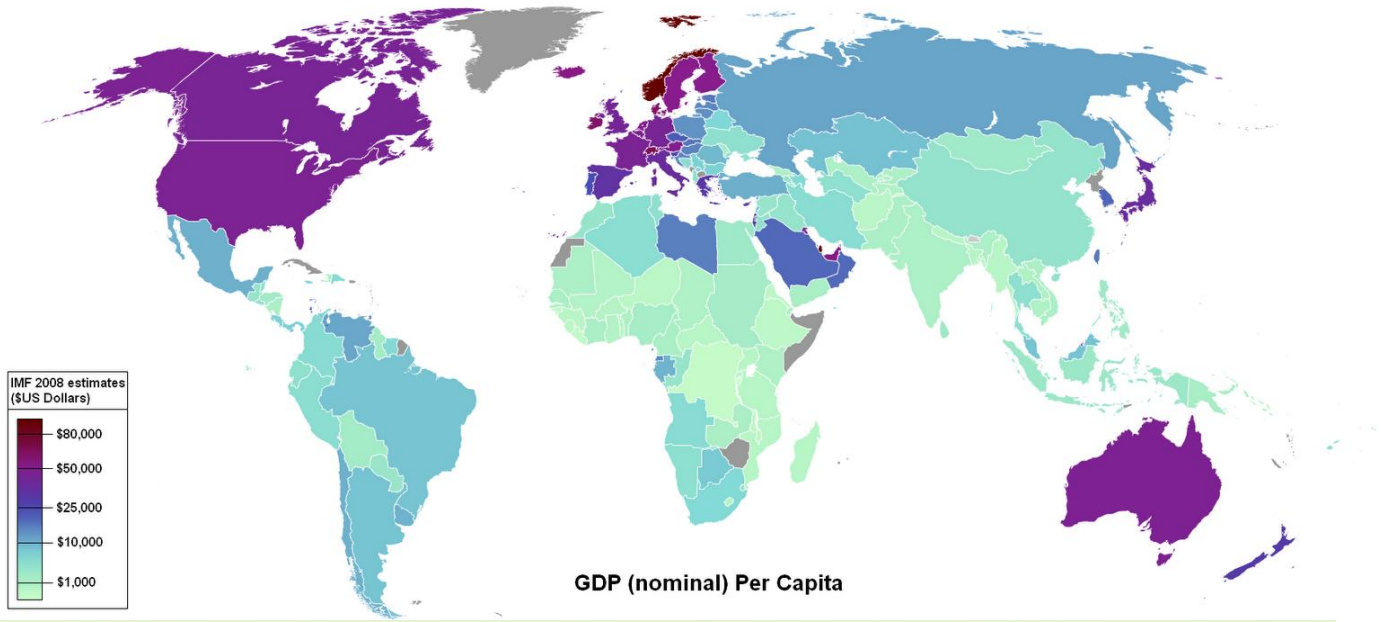 IMF 2008 estimates
($US Dollars)
$80,000
$50,000
$25,000
$10,000
$1,000
GDP (nominal) Per Capita